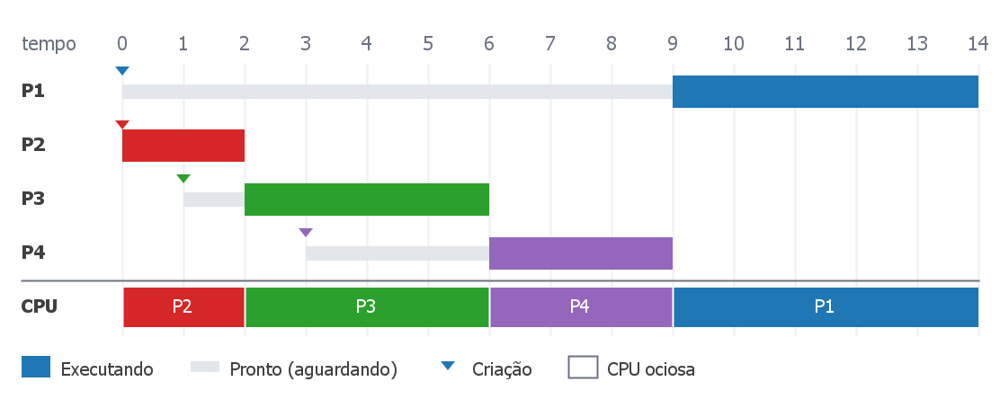 tempo 0 1 2 3 4 5 6 7 8 9 10 11 12 13 14
P1
P2
P3
P4
CPU P2 P3 P4 P1
Executando Pronto (aguardando) Criação CPU ociosa